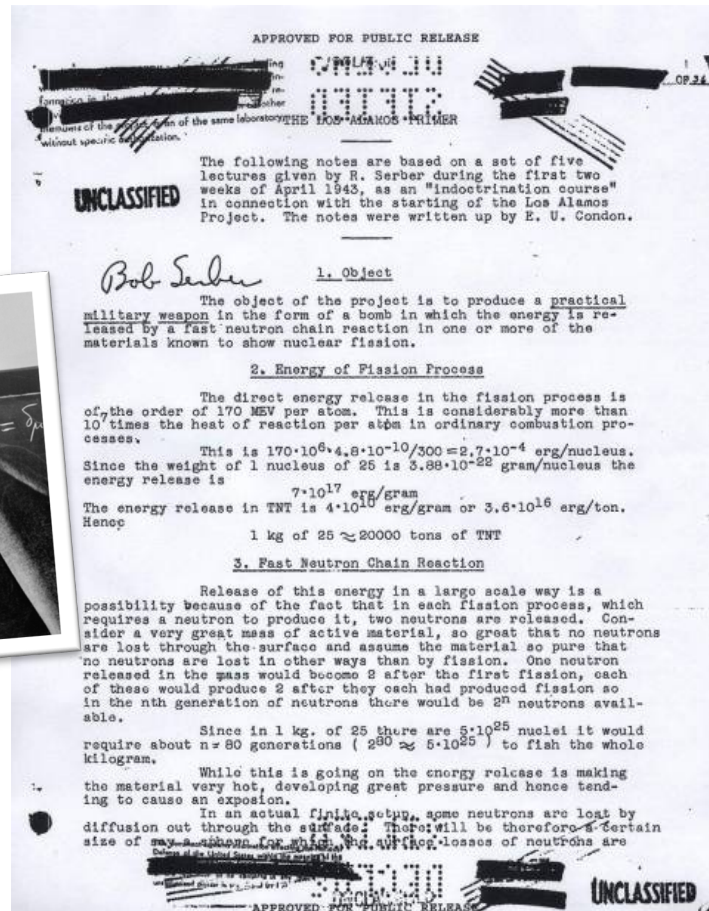 APPROVED FOR PUBLIC RELEASE
of the same laboratory
without specific
THE LOS ALAMOS PRIMER
The following notes are based on a set of five
lectures given by R. Serber during the first two
weeks of April 1943, as an "indoctrination course"
in connection with the starting of the Los Alamos
Project. The notes were written up by E. U. Condon.
UNCLASSIFIED
Bob Serber
1. Object
The object of the project is to produce a practical
military weapon in the form of a bomb in which the energy is re-
leased by a fast neutron chain reaction in one or more of the
materials known to show nuclear fission.
2. Energy of Fission Process
The direct energy release in the fission process is
of the order of 170 MEV per atom. This is considerably more than
10⁷ times the heat of reaction per atom in ordinary combustion pro-
cesses.
This is 170·10⁶·4.8·10⁻¹⁰/300 = 2.7·10⁻⁴ erg/nucleus.
Since the weight of 1 nucleus of 25 is 3.88·10⁻²² gram/nucleus the
energy release is
7·10¹⁷ erg/gram
The energy release in TNT is 4·10¹⁰ erg/gram or 3.6·10¹⁶ erg/ton.
Hence
1 kg of 25 ≈ 20000 tons of TNT
3. Fast Neutron Chain Reaction
Release of this energy in a large scale way is a
possibility because of the fact that in each fission process, which
requires a neutron to produce it, two neutrons are released. Con-
sider a very great mass of active material, so great that no neutrons
are lost through the surface and assume the material so pure that
no neutrons are lost in other ways than by fission. One neutron
released in the mass would become 2 after the first fission, each
of these would produce 2 after they each had produced fission so
in the nth generation of neutrons there would be 2ⁿ neutrons avail-
able.
Since in 1 kg. of 25 there are 5·10²⁵ nuclei it would
require about n = 80 generations ( 2⁸⁰ ≈ 5·10²⁵ ) to fish the whole
kilogram.
While this is going on the energy release is making
the material very hot, developing great pressure and hence tend-
ing to cause an exposion.
In an actual finite setup, some neutrons are lost by
diffusion out through the surface. There will be therefore a certain
size of say a sphere for which the surface losses of neutrons are
UNCLASSIFIED
APPROVED FOR PUBLIC RELEASE